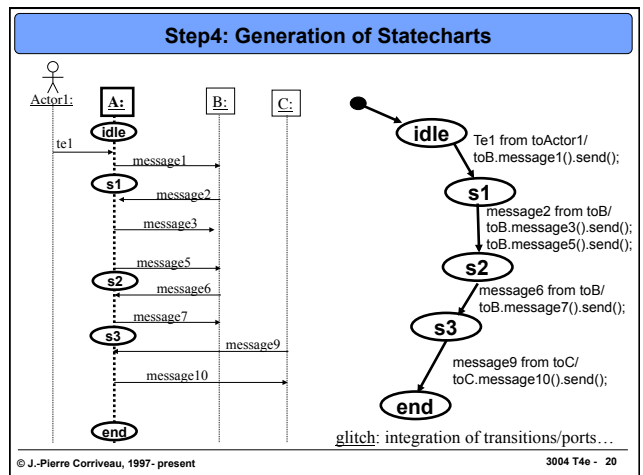 Step4: Generation of Statecharts
Actor1:
A:
B:
C:
idle
te1
message1
s1
message2
message3
message5
s2
message6
message7
s3
message9
message10
end
idle
Te1 from toActor1/
toB.message1().send();
s1
message2 from toB/
toB.message3().send();
toB.message5().send();
s2
message6 from toB/
toB.message7().send();
s3
message9 from toC/
toC.message10().send();
end
glitch: integration of transitions/ports…
© J.-Pierre Corriveau, 1997- present
3004 T4e - 20